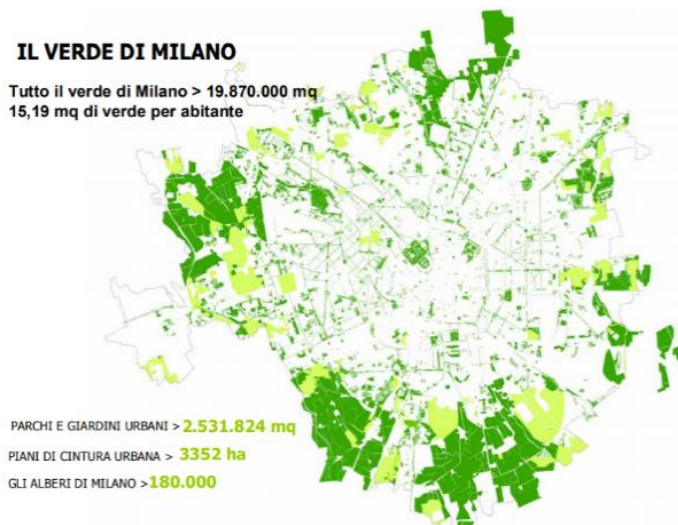 IL VERDE DI MILANO
Tutto il verde di Milano > 19.870.000 mq
15,19 mq di verde per abitante
PARCHI E GIARDINI URBANI > 2.531.824 mq
PIANI DI CINTURA URBANA > 3352 ha
GLI ALBERI DI MILANO >180.000